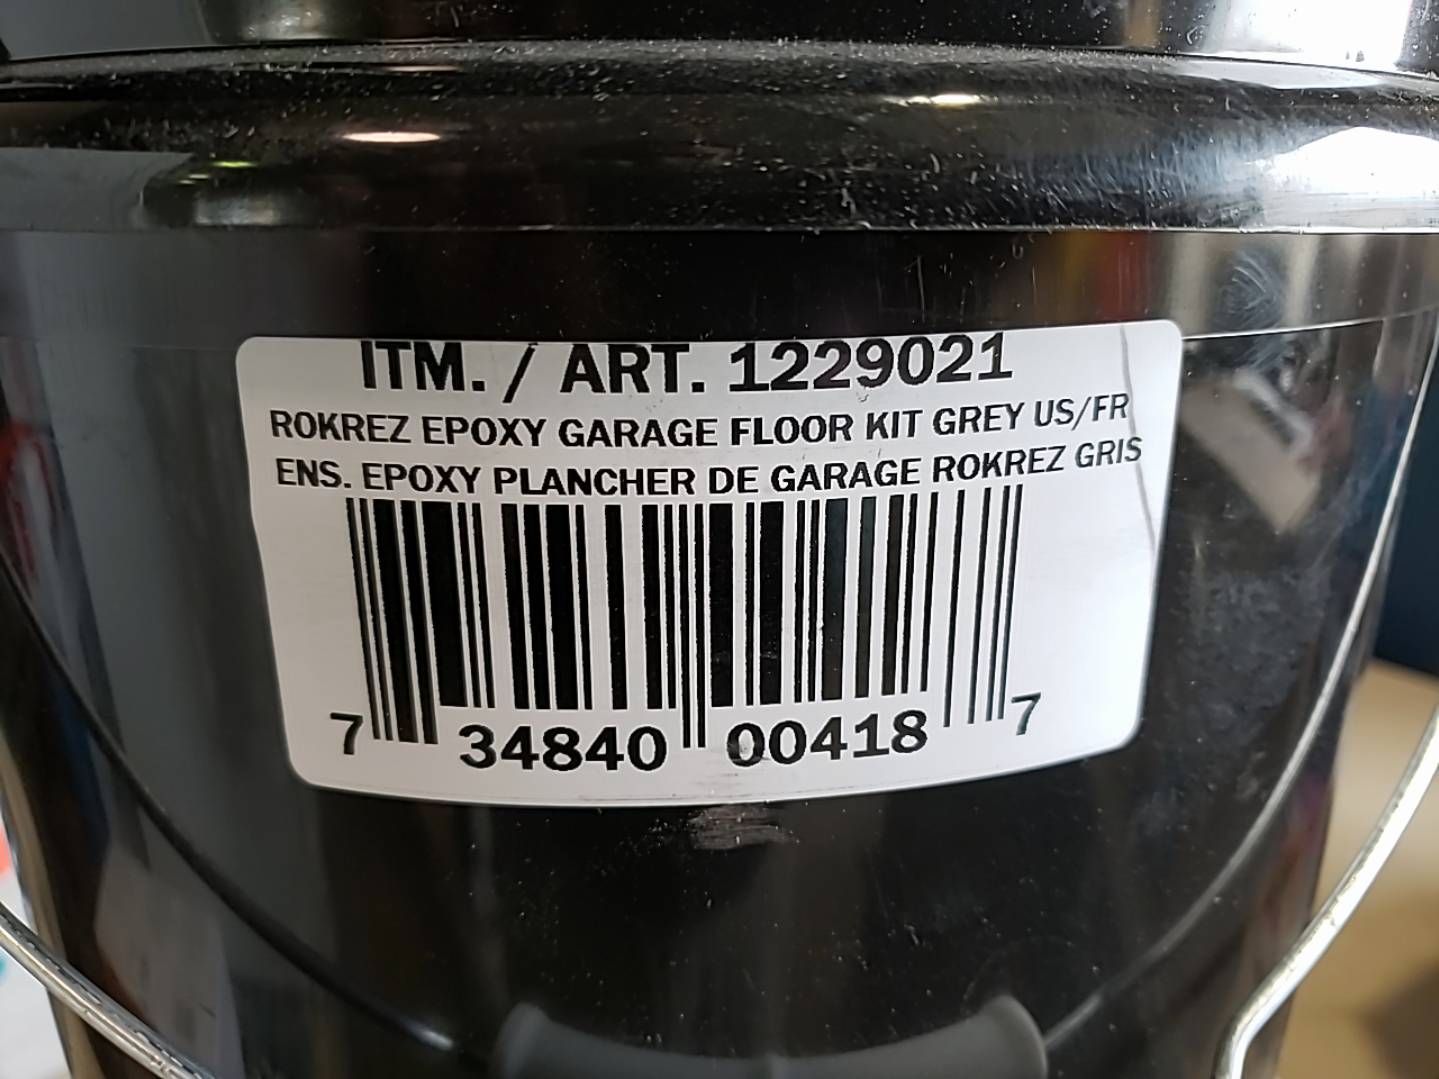 ITM. / ART. 1229021
ROKREZ EPOXY GARAGE FLOOR KIT GREY US/FR
ENS. EPOXY PLANCHER DE GARAGE ROKREZ GRIS
7 34840 00418 7